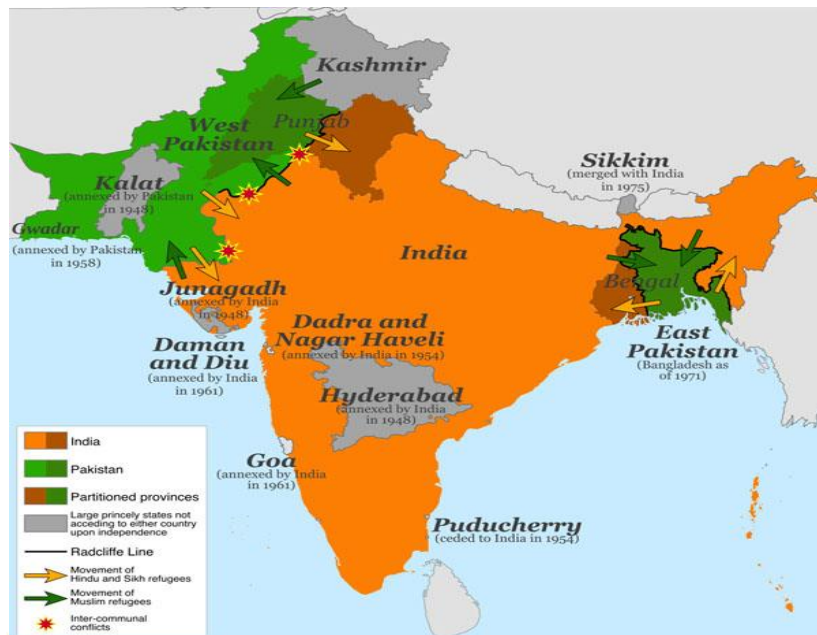 Kashmir
Punjab
West
Pakistan
Kalat
(annexed by Pakistan
in 1948)
Gwadar
(annexed by Pakistan
in 1958)
Sikkim
(merged with India
in 1975)
India
Bengal
East
Pakistan
(Bangladesh as
of 1971)
Junagadh
(annexed by India
in 1948)
Daman
and Diu
(annexed by India
in 1961)
Dadra and
Nagar Haveli
(annexed by India in 1954)
Hyderabad
(annexed by India
in 1948)
Goa
(annexed by India
in 1961)
Puducherry
(ceded to India in 1954)
India
Pakistan
Partitioned provinces
Large princely states not
acceding to either country
upon independence
Radcliffe Line
Movement of
Hindu and Sikh refugees
Movement of
Muslim refugees
Inter-communal
conflicts